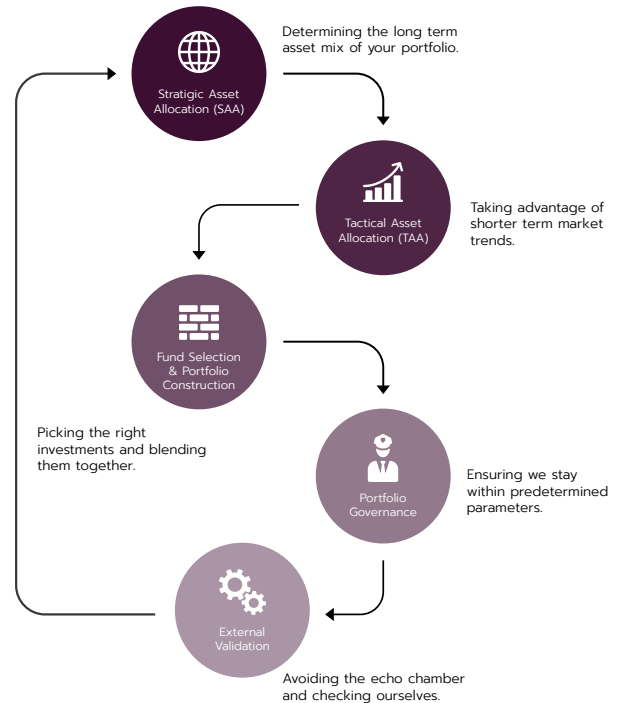 Determining the long term
asset mix of your portfolio.
Stratigic Asset
Allocation (SAA)
Tactical Asset
Allocation (TAA)
Taking advantage of
shorter term market
trends.
Fund Selection
& Portfolio
Construction
Picking the right
investments and blending
them together.
Portfolio
Governance
Ensuring we stay
within predetermined
parameters.
External
Validation
Avoiding the echo chamber
and checking ourselves.